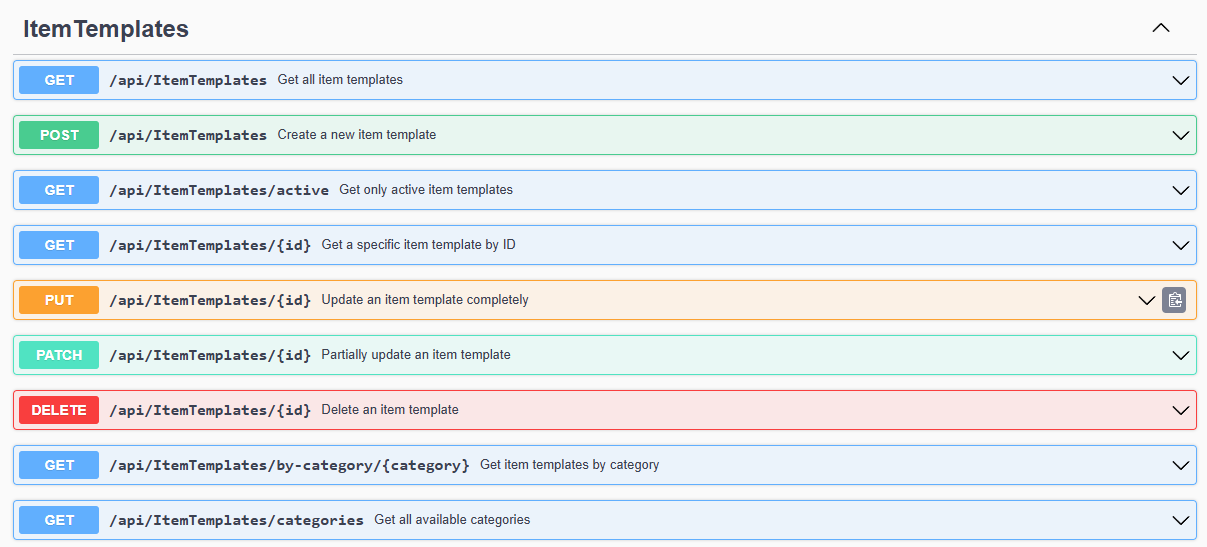 ItemTemplates
GET /api/ItemTemplates Get all item templates
POST /api/ItemTemplates Create a new item template
GET /api/ItemTemplates/active Get only active item templates
GET /api/ItemTemplates/{id} Get a specific item template by ID
PUT /api/ItemTemplates/{id} Update an item template completely
PATCH /api/ItemTemplates/{id} Partially update an item template
DELETE /api/ItemTemplates/{id} Delete an item template
GET /api/ItemTemplates/by-category/{category} Get item templates by category
GET /api/ItemTemplates/categories Get all available categories